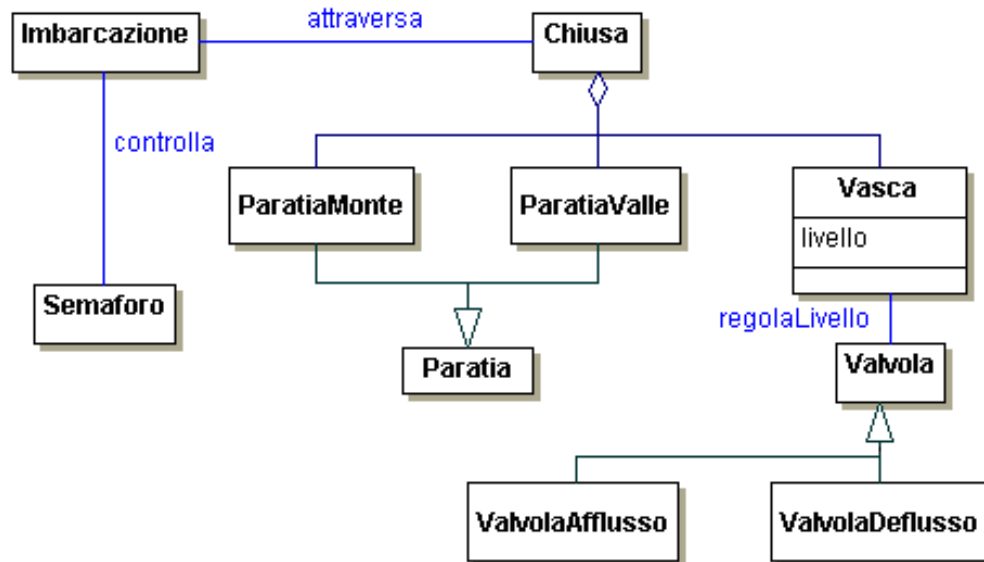 attraversa
Imbarcazione
Chiusa
controlla
ParatiaMonte
ParatiaValle
Vasca
livello
Semaforo
regolaLivello
Paratia
Valvola
ValvolaAfflusso
ValvolaDeflusso